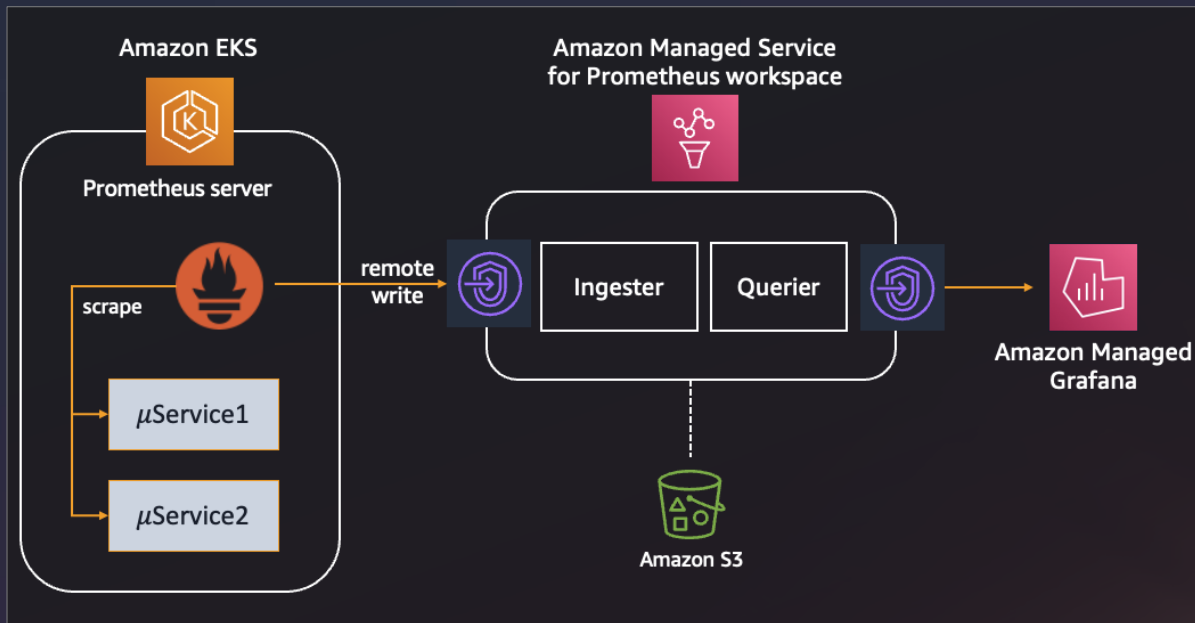 Amazon EKS
Prometheus server
scrape
remote
write
μService1
μService2
Amazon Managed Service
for Prometheus workspace
Ingester
Querier
Amazon S3
Amazon Managed
Grafana